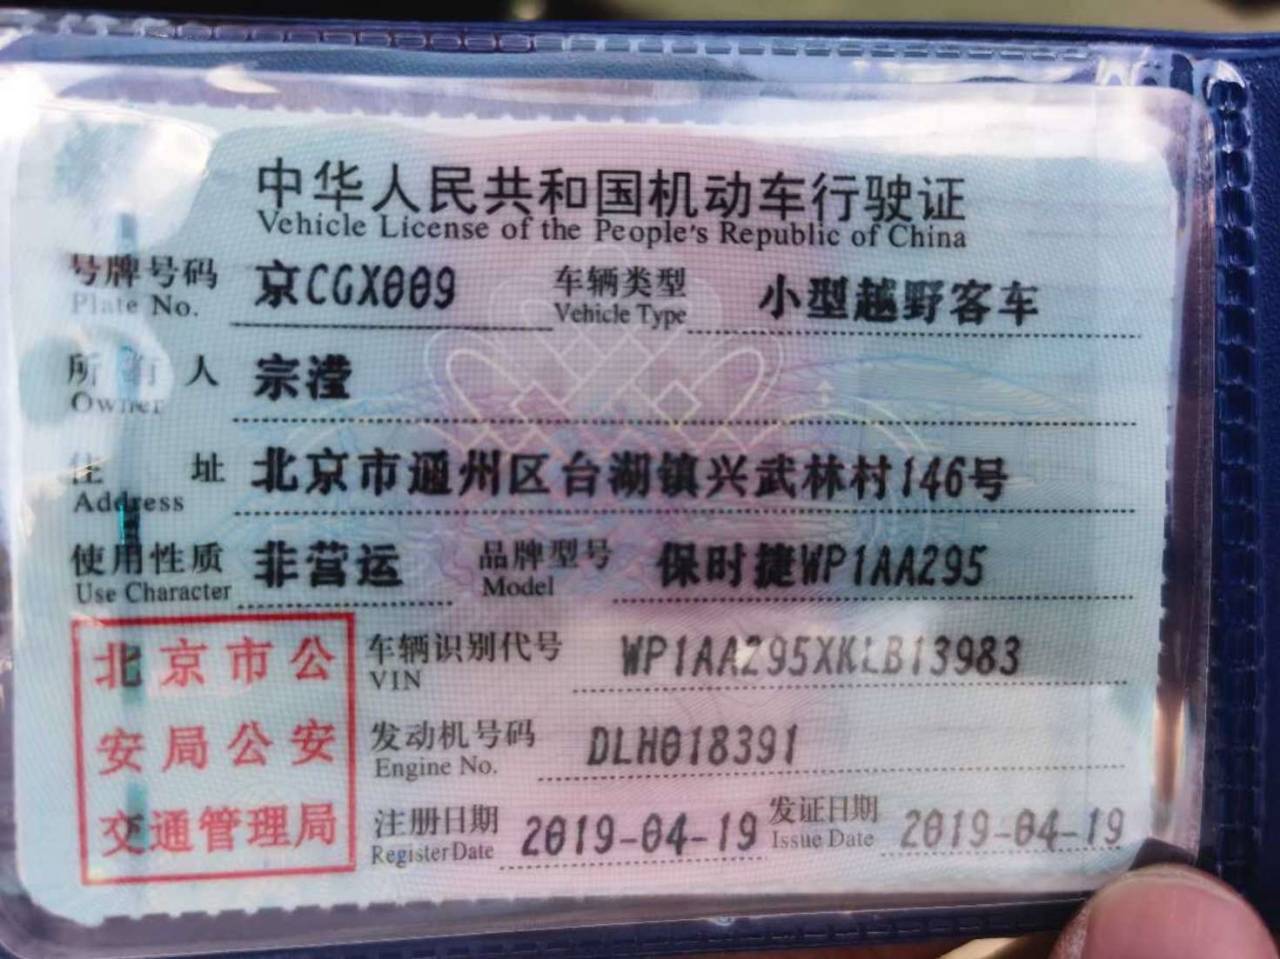 中华人民共和国机动车行驶证
Vehicle License of the People's Republic of China
号牌号码 京CGX009 车辆类型 小型越野客车
Plate No. Vehicle Type
所有人 宗滢
Owner
住址 北京市通州区台湖镇兴武林村146号
Address
使用性质 非营运 品牌型号 保时捷WP1AA295
Use Character Model
北京市公
安局公安
交通管理局
车辆识别代号 WP1AA295XKLB13983
VIN
发动机号码 DLH018391
Engine No.
注册日期 2019-04-19 发证日期 2019-04-19
Register Date Issue Date